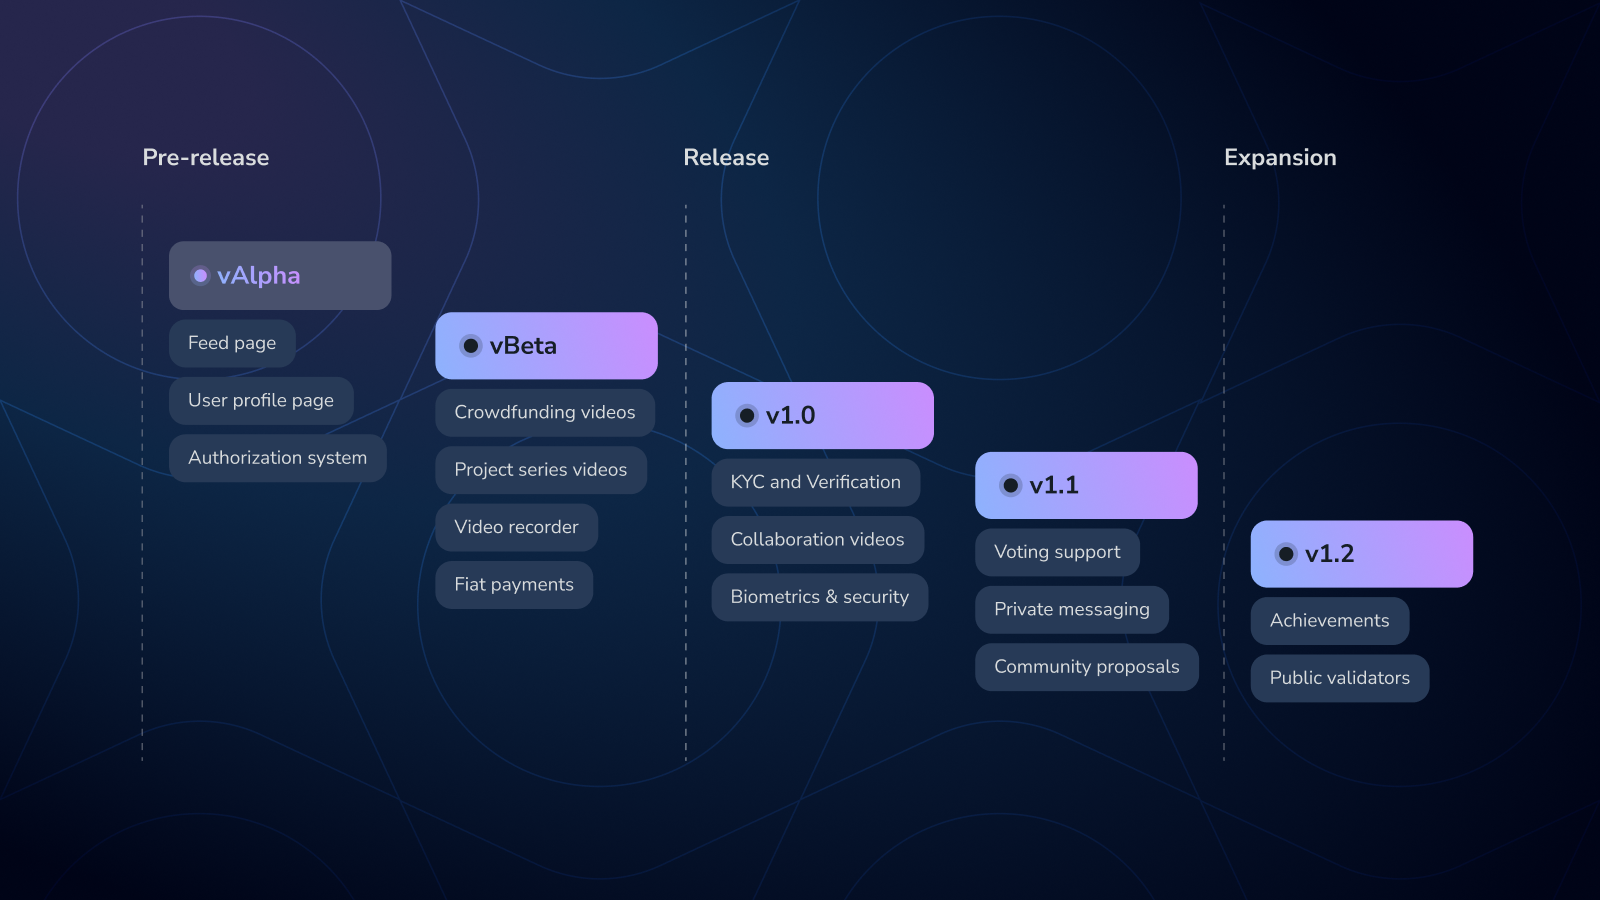 Pre-release
Release
Expansion
vAlpha
Feed page
User profile page
Authorization system
vBeta
Crowdfunding videos
Project series videos
Video recorder
Fiat payments
v1.0
KYC and Verification
Collaboration videos
Biometrics & security
v1.1
Voting support
Private messaging
Community proposals
v1.2
Achievements
Public validators